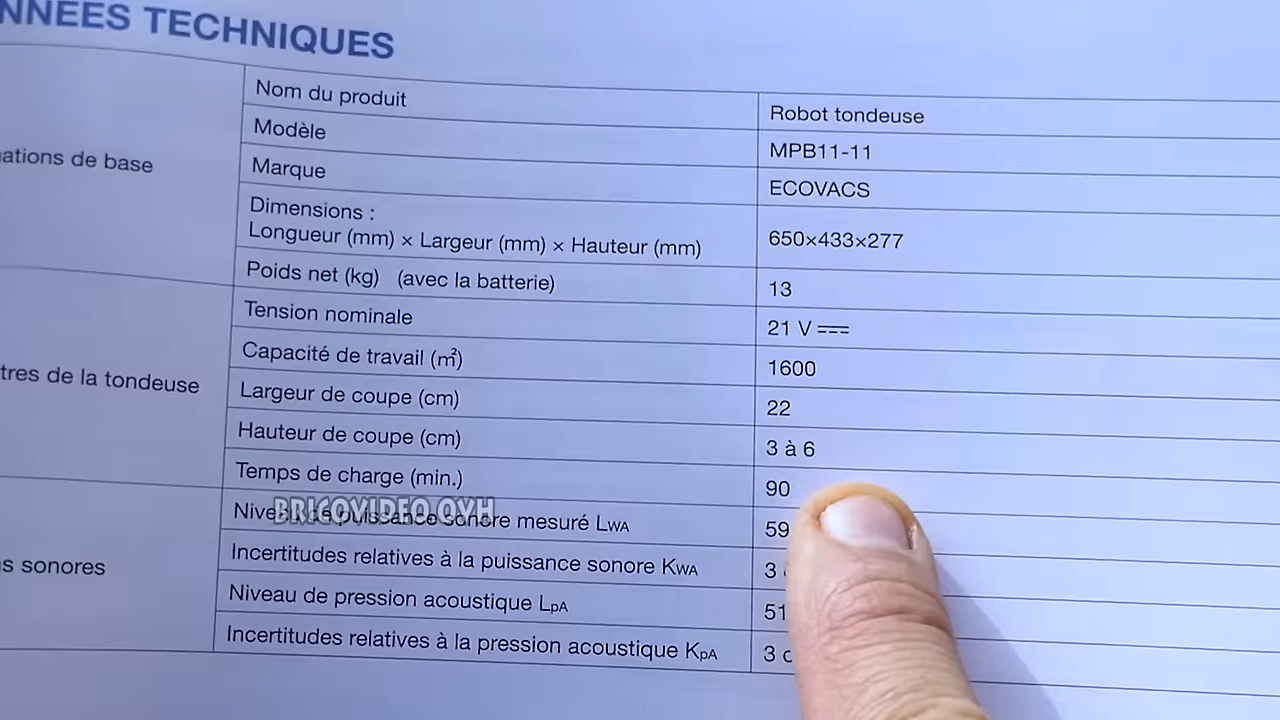 NNÉES TECHNIQUES
Nom du produit
Robot tondeuse
Modèle
MPB11-11
ations de base
Marque
ECOVACS
Dimensions :
Longueur (mm) × Largeur (mm) × Hauteur (mm)
650×433×277
Poids net (kg) (avec la batterie)
13
Tension nominale
21 V
Capacité de travail (m²)
1600
tres de la tondeuse
Largeur de coupe (cm)
22
Hauteur de coupe (cm)
3 à 6
Temps de charge (min.)
90
BRICOVIDEO.OVH
puissance sonore mesuré LWA
59
s sonores
Incertitudes relatives à la puissance sonore KWA
3
Niveau de pression acoustique LpA
51
Incertitudes relatives à la pression acoustique KpA
3